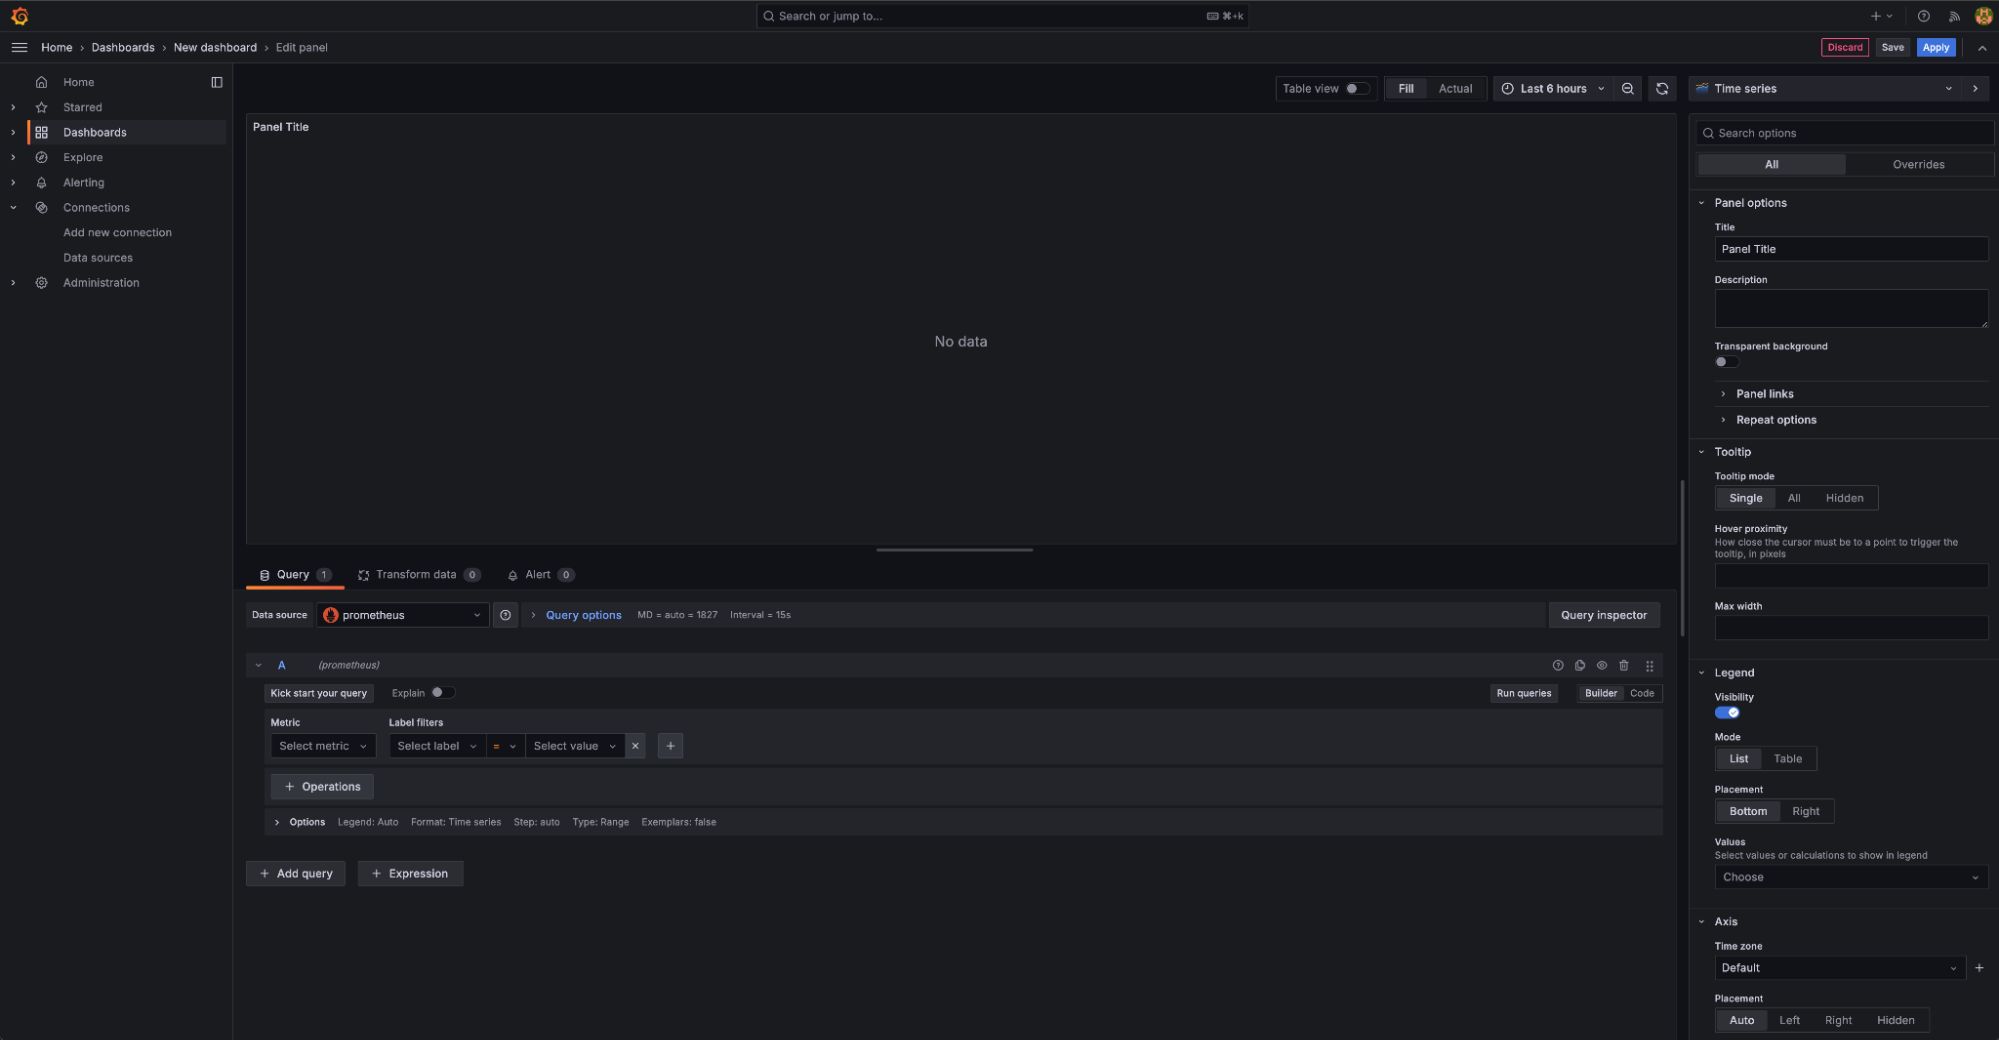 Search or jump to...
⌘+k
Home › Dashboards › New dashboard › Edit panel
Discard
Save
Apply
Home
Starred
Dashboards
Explore
Alerting
Connections
Add new connection
Data sources
Administration
Table view
Fill
Actual
Last 6 hours
Time series
Panel Title
No data
Search options
All
Overrides
Panel options
Title
Panel Title
Description
Transparent background
Panel links
Repeat options
Tooltip
Tooltip mode
Single
All
Hidden
Hover proximity
How close the cursor must be to a point to trigger the
tooltip, in pixels
Max width
Legend
Visibility
Mode
List
Table
Placement
Bottom
Right
Values
Select values or calculations to show in legend
Choose
Axis
Time zone
Default
Placement
Auto
Left
Right
Hidden
Query 1
Transform data 0
Alert 0
Data source
prometheus
Query options
MD = auto = 1827
Interval = 15s
Query inspector
A
(prometheus)
Kick start your query
Explain
Run queries
Builder
Code
Metric
Label filters
Select metric
Select label
=
Select value
+ Operations
Options
Legend: Auto
Format: Time series
Step: auto
Type: Range
Exemplars: false
+ Add query
+ Expression